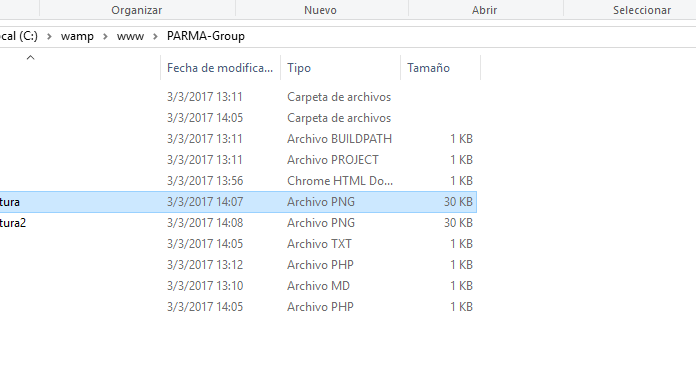 Organizar Nuevo Abrir Seleccionar
cal (C:) wamp www PARMA-Group
Fecha de modifica... Tipo Tamaño
3/3/2017 13:11 Carpeta de archivos
3/3/2017 14:05 Carpeta de archivos
3/3/2017 13:11 Archivo BUILDPATH 1 KB
3/3/2017 13:11 Archivo PROJECT 1 KB
3/3/2017 13:56 Chrome HTML Do... 1 KB
tura 3/3/2017 14:07 Archivo PNG 30 KB
tura2 3/3/2017 14:08 Archivo PNG 30 KB
3/3/2017 14:05 Archivo TXT 1 KB
3/3/2017 13:12 Archivo PHP 1 KB
3/3/2017 13:10 Archivo MD 1 KB
3/3/2017 14:05 Archivo PHP 1 KB